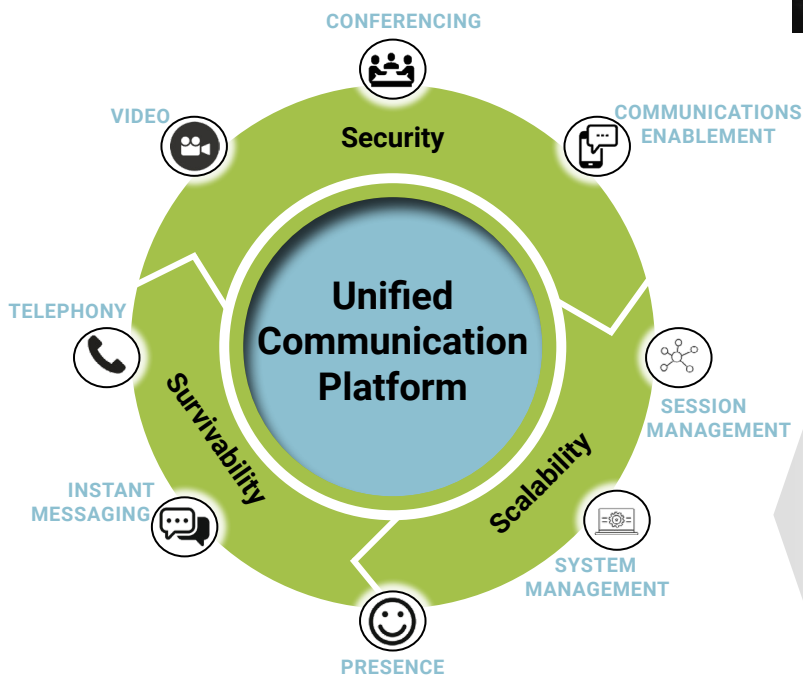 CONFERENCING
VIDEO
COMMUNICATIONS
ENABLEMENT
Security
Unified
Communication
Platform
TELEPHONY
Survivability
Scalability
SESSION
MANAGEMENT
INSTANT
MESSAGING
SYSTEM
MANAGEMENT
PRESENCE